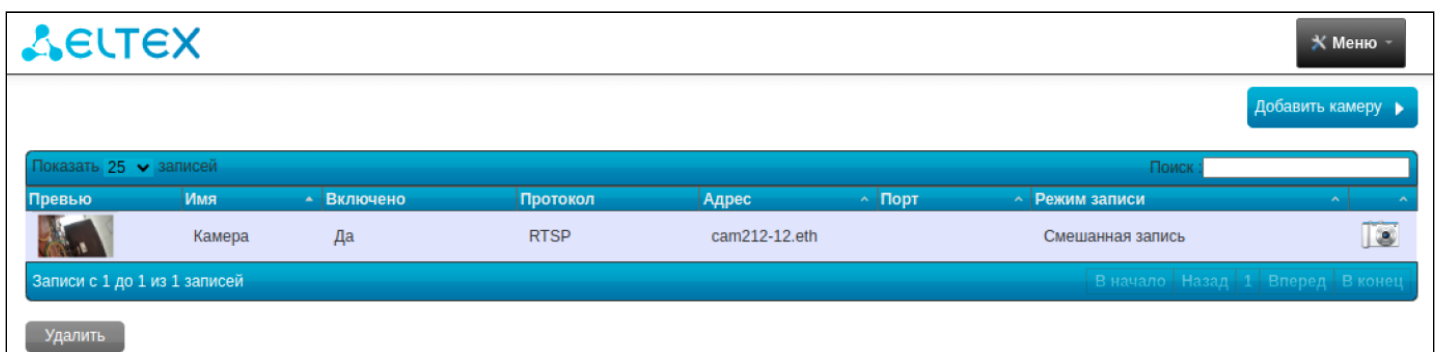 ELTEX
Меню
Добавить камеру
Показать 25 записей Поиск :
Превью Имя Включено Протокол Адрес Порт Режим записи
Камера Да RTSP cam212-12.eth Смешанная запись
Записи с 1 до 1 из 1 записей В начало Назад 1 Вперед В конец
Удалить